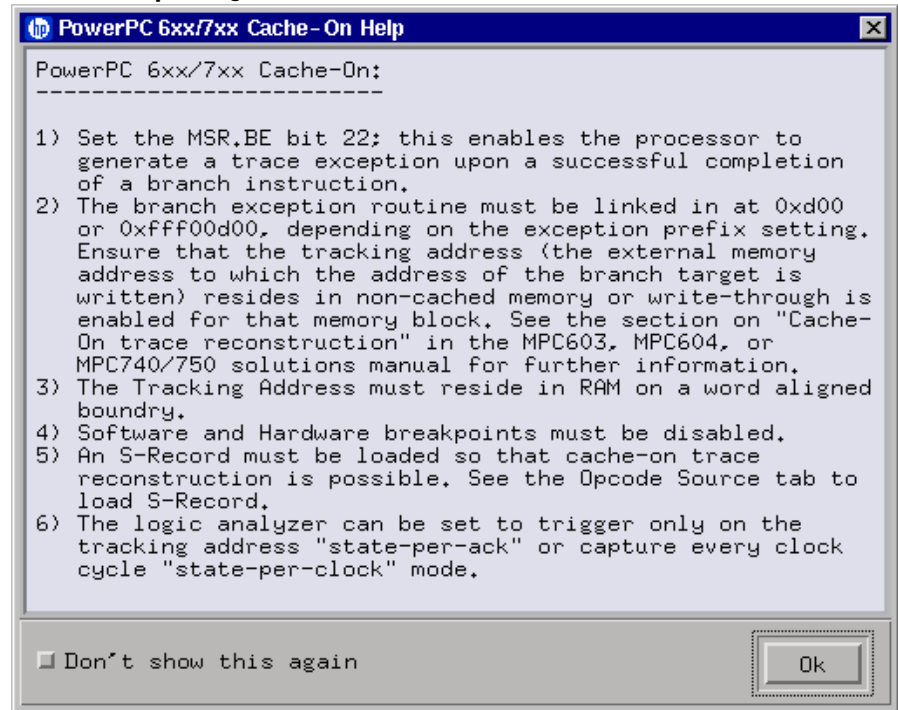 hp PowerPC 6xx/7xx Cache-On Help
PowerPC 6xx/7xx Cache-On:
-------------------------
1) Set the MSR.BE bit 22; this enables the processor to
generate a trace exception upon a successful completion
of a branch instruction.
2) The branch exception routine must be linked in at 0xd00
or 0xfff00d00, depending on the exception prefix setting.
Ensure that the tracking address (the external memory
address to which the address of the branch target is
written) resides in non-cached memory or write-through is
enabled for that memory block. See the section on "Cache-
On trace reconstruction" in the MPC603, MPC604, or
MPC740/750 solutions manual for further information.
3) The Tracking Address must reside in RAM on a word aligned
boundry.
4) Software and Hardware breakpoints must be disabled.
5) An S-Record must be loaded so that cache-on trace
reconstruction is possible. See the Opcode Source tab to
load S-Record.
6) The logic analyzer can be set to trigger only on the
tracking address "state-per-ack" or capture every clock
cycle "state-per-clock" mode.
Don't show this again
Ok